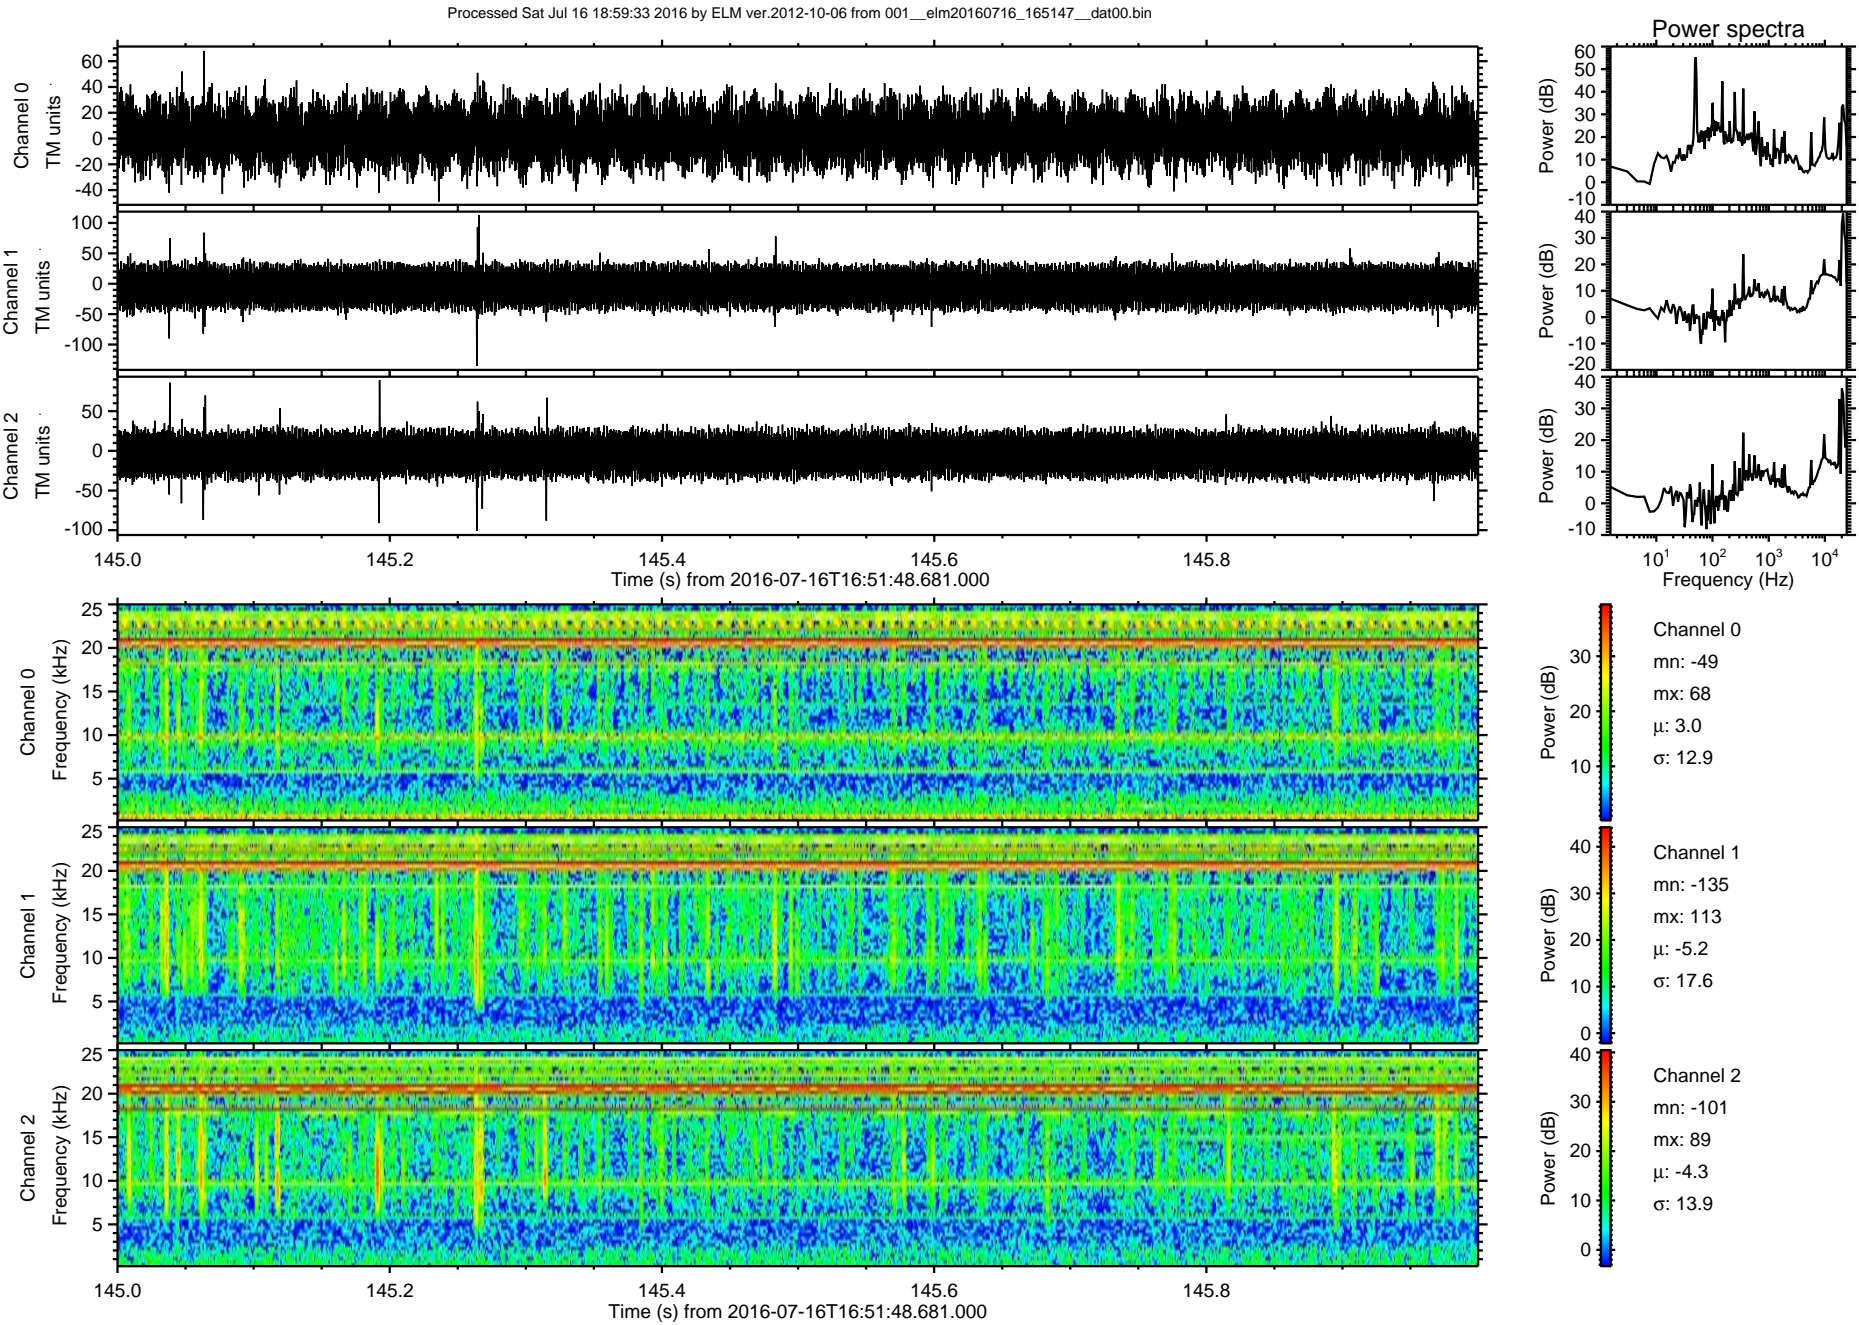 Processed Sat Jul 16 18:59:33 2016 by ELM ver.2012-10-06 from 001__elm20160716_165147__dat00.bin
Power spectra
Channel 0
TM units
60
40
20
0
-20
-40
Power (dB)
60
50
40
30
20
10
0
-10
Channel 1
TM units
100
50
0
-50
-100
Power (dB)
40
30
20
10
0
-10
-20
Channel 2
TM units
50
0
-50
-100
Power (dB)
40
30
20
10
0
-10
145.0 145.2 145.4 145.6 145.8
Time (s) from 2016-07-16T16:51:48.681.000
10¹ 10² 10³ 10⁴
Frequency (Hz)
Channel 0
Frequency (kHz)
25
20
15
10
5
Power (dB)
30
20
10
Channel 0
mn: -49
mx: 68
µ: 3.0
σ: 12.9
Channel 1
Frequency (kHz)
25
20
15
10
5
Power (dB)
40
30
20
10
0
Channel 1
mn: -135
mx: 113
µ: -5.2
σ: 17.6
Channel 2
Frequency (kHz)
25
20
15
10
5
Power (dB)
40
30
20
10
0
Channel 2
mn: -101
mx: 89
µ: -4.3
σ: 13.9
145.0 145.2 145.4 145.6 145.8
Time (s) from 2016-07-16T16:51:48.681.000